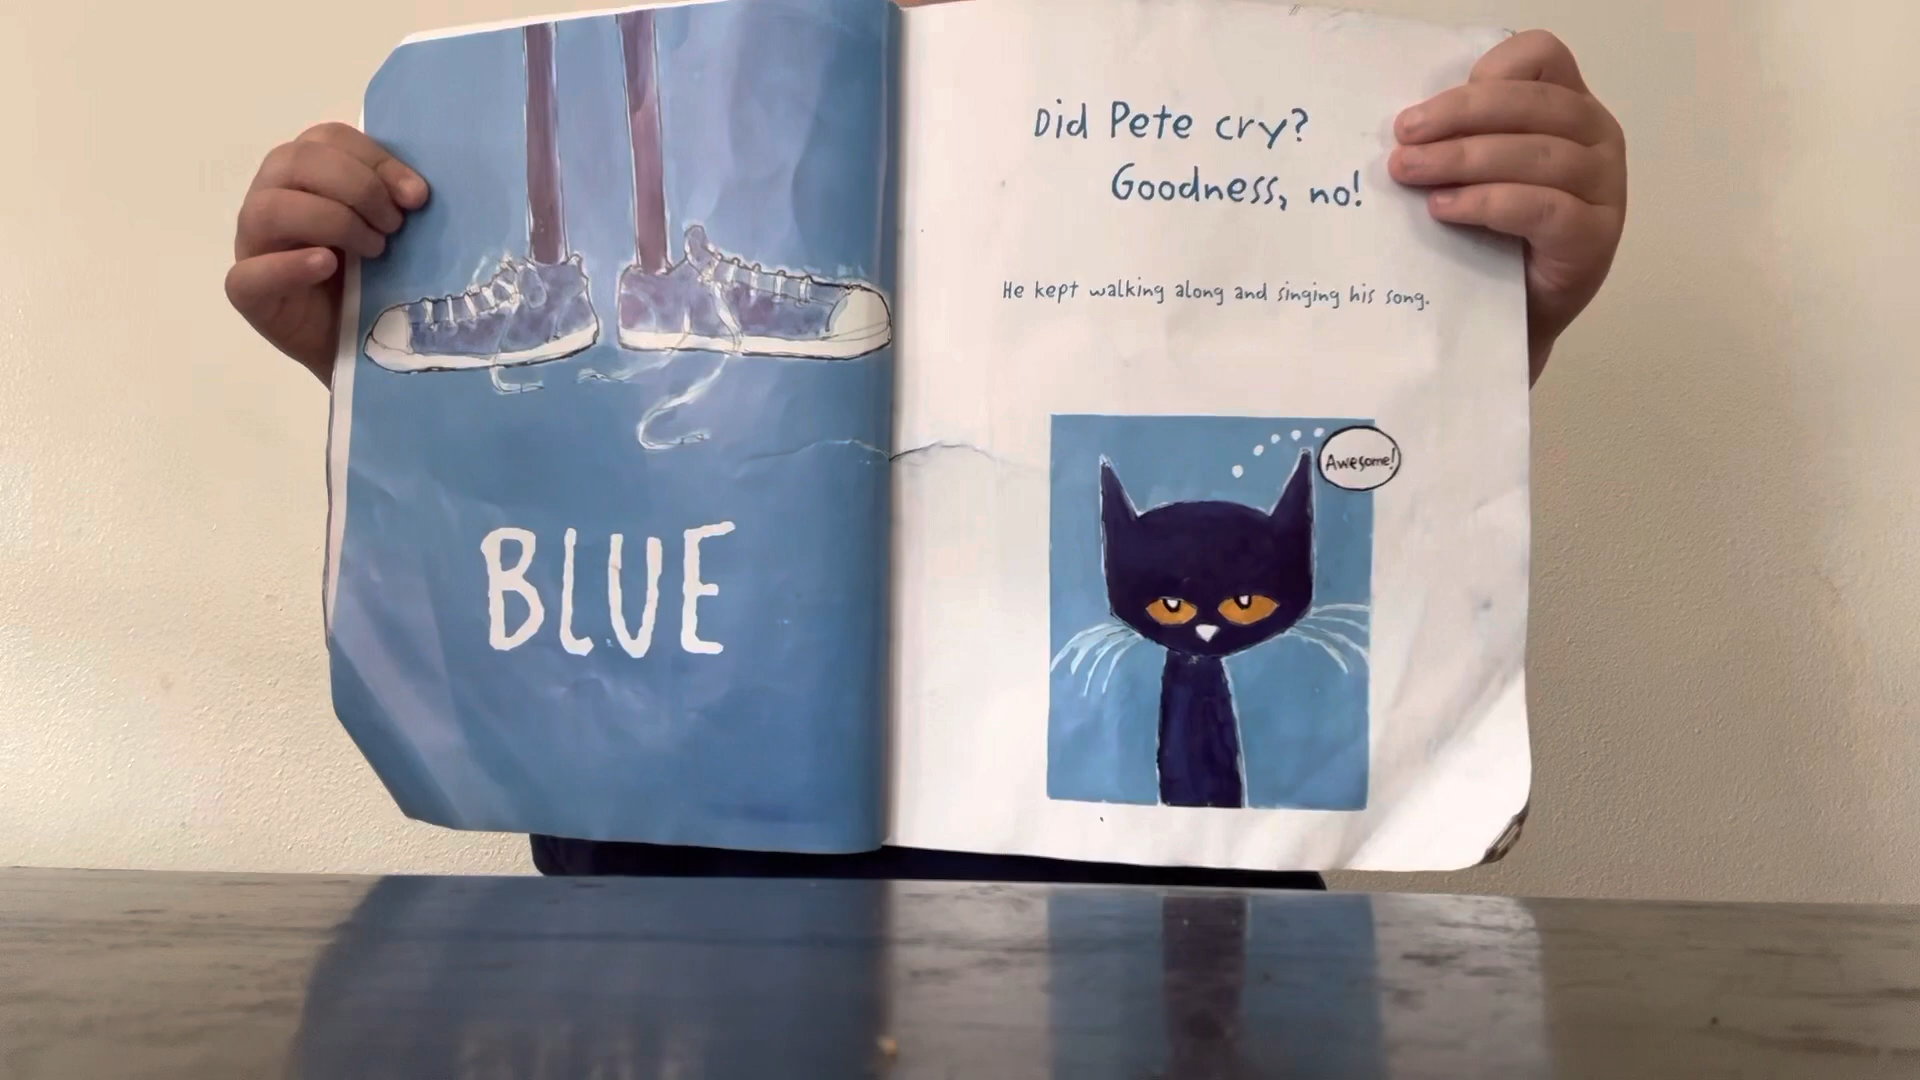 BLUE
Did Pete cry?
Goodness, no!
He kept walking along and singing his song.
Awesome!